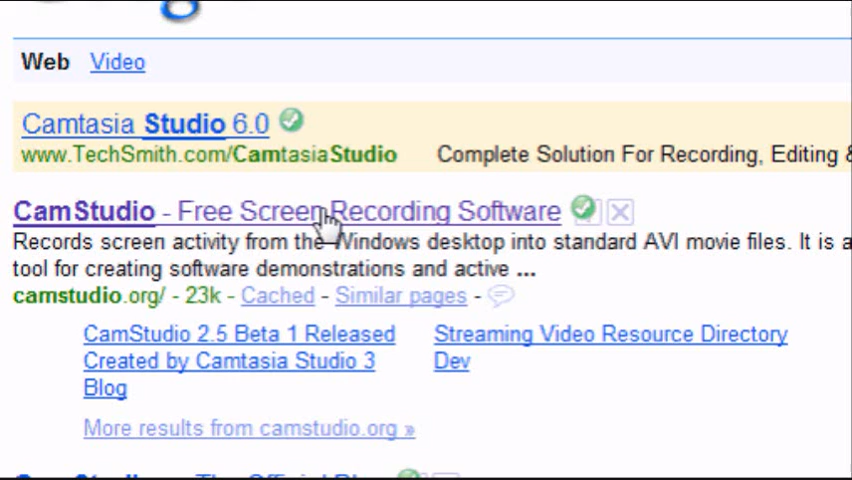 Web Video
Camtasia Studio 6.0
www.TechSmith.com/CamtasiaStudio Complete Solution For Recording, Editing &
CamStudio - Free Screen Recording Software
Records screen activity from the Windows desktop into standard AVI movie files. It is a
tool for creating software demonstrations and active ...
camstudio.org/ - 23k - Cached - Similar pages -
CamStudio 2.5 Beta 1 Released Streaming Video Resource Directory
Created by Camtasia Studio 3 Dev
Blog
More results from camstudio.org »